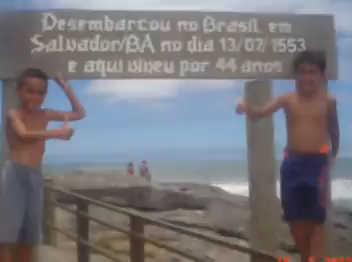 Desembarcou no Brasil em
Salvador/BA no dia 13/07/1553
e aqui viveu por 44 anos